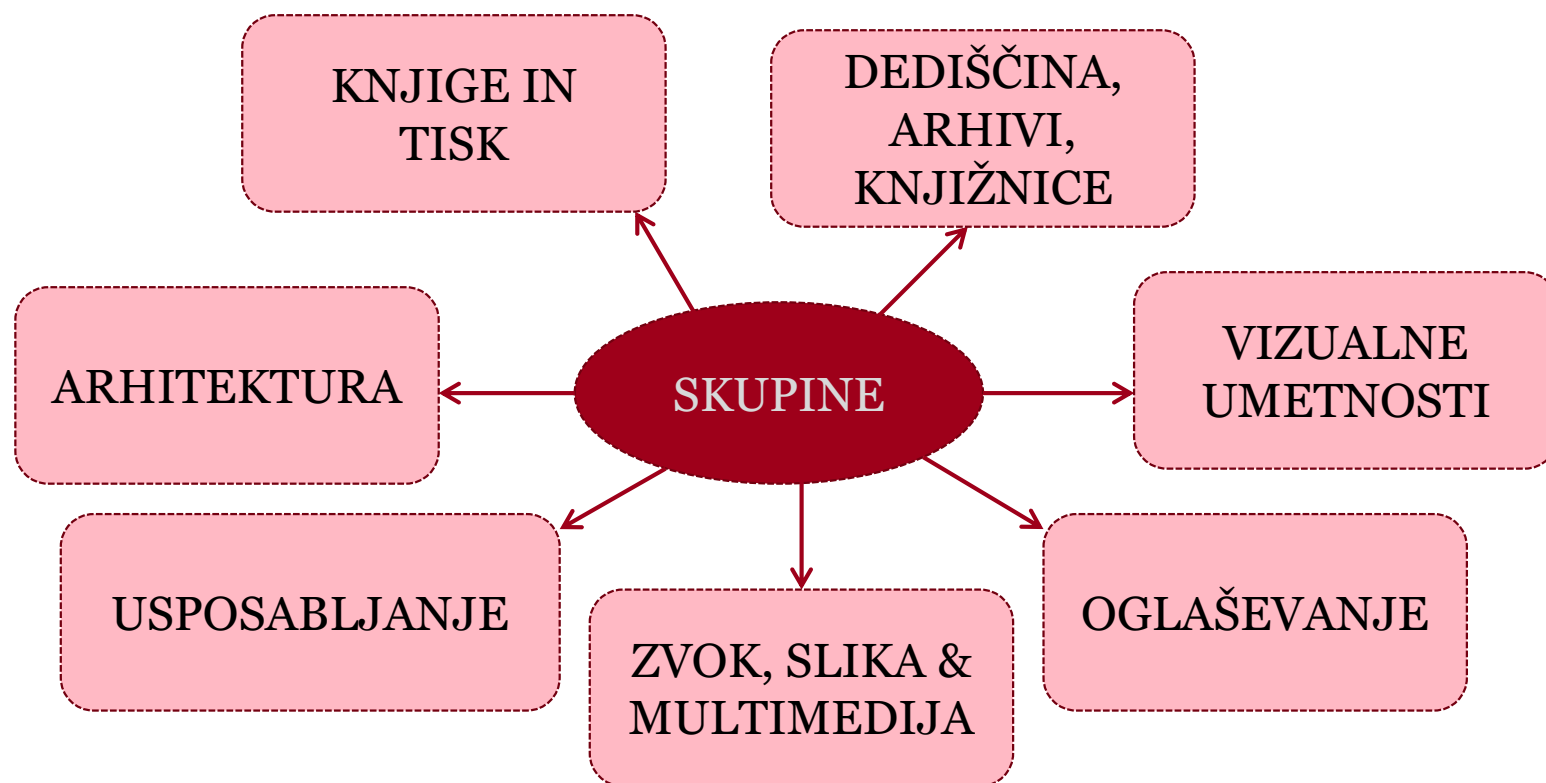 KNJIGE IN
TISK
DEDIŠČINA,
ARHIVI,
KNJIŽNICE
ARHITEKTURA
SKUPINE
VIZUALNE
UMETNOSTI
USPOSABLJANJE
ZVOK, SLIKA &
MULTIMEDIJA
OGLAŠEVANJE